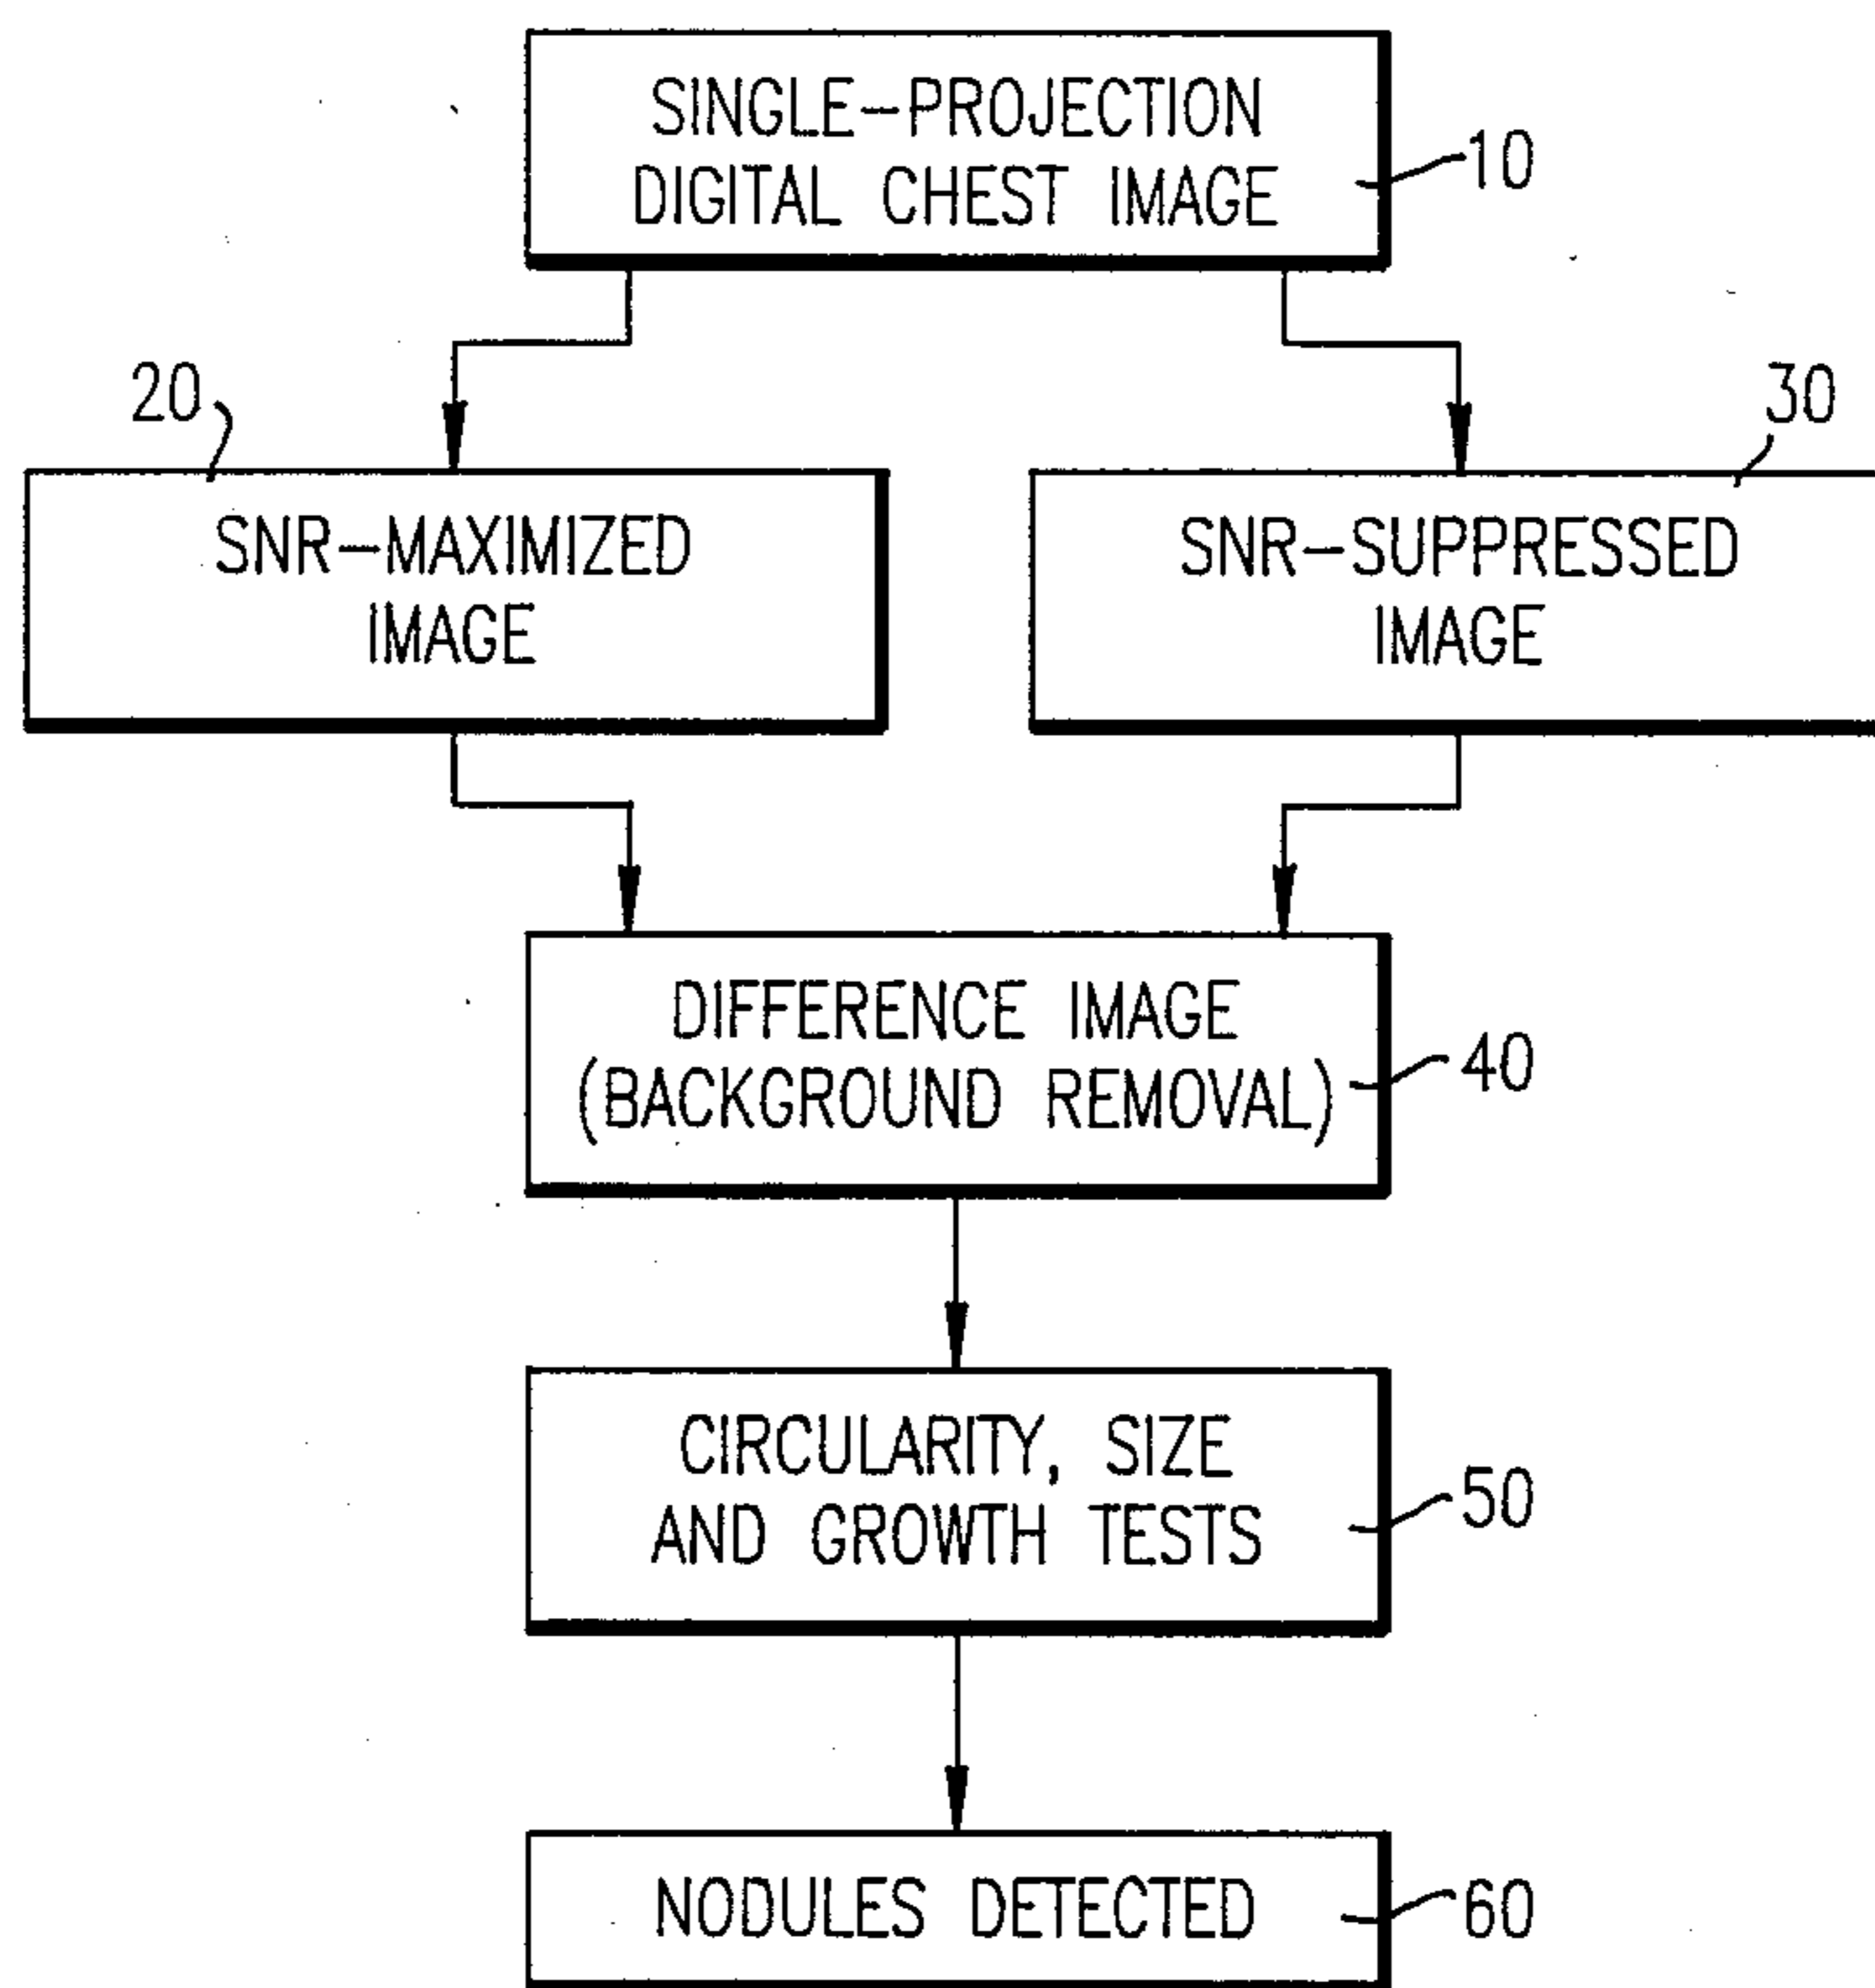 SINGLE-PROJECTION
DIGITAL CHEST IMAGE
10
20
30
SNR-MAXIMIZED
IMAGE
SNR-SUPPRESSED
IMAGE
DIFFERENCE IMAGE
(BACKGROUND REMOVAL)
40
CIRCULARITY, SIZE
AND GROWTH TESTS
50
NODULES DETECTED
60